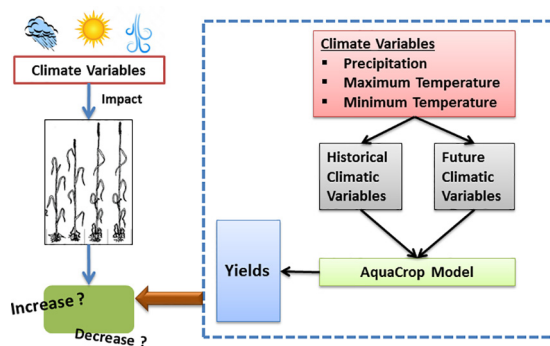 Climate Variables
Impact
Increase ?
Decrease ?
Climate Variables
▪ Precipitation
▪ Maximum Temperature
▪ Minimum Temperature
Historical
Climatic
Variables
Future
Climatic
Variables
AquaCrop Model
Yields